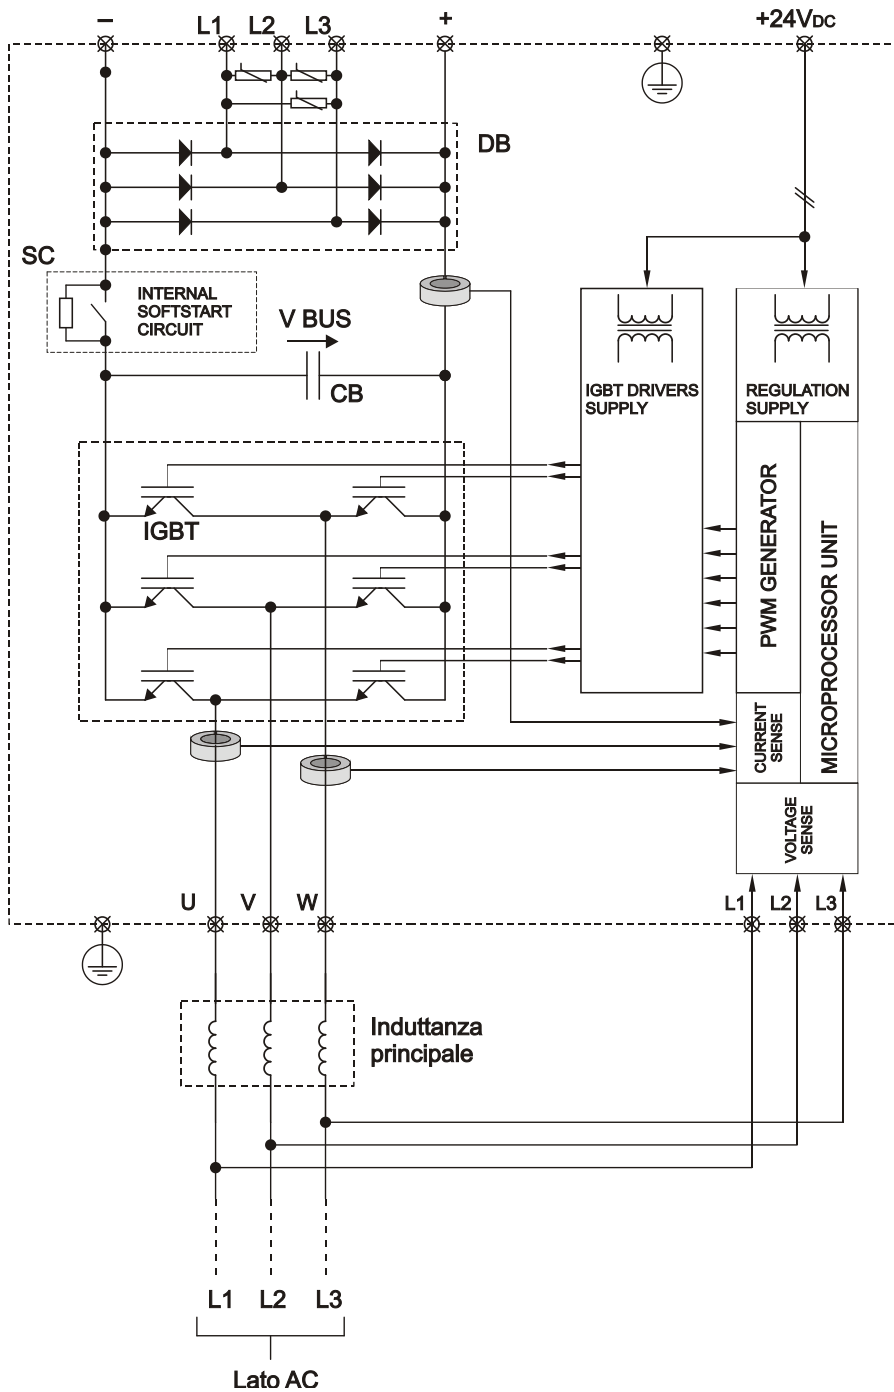 –
L1
L2
L3
+
+24VDC
DB
SC
INTERNAL
SOFTSTART
CIRCUIT
V BUS
CB
IGBT DRIVERS
SUPPLY
REGULATION
SUPPLY
IGBT
PWM GENERATOR
MICROPROCESSOR UNIT
CURRENT
SENSE
VOLTAGE
SENSE
U
V
W
L1
L2
L3
Induttanza
principale
L1
L2
L3
Lato AC